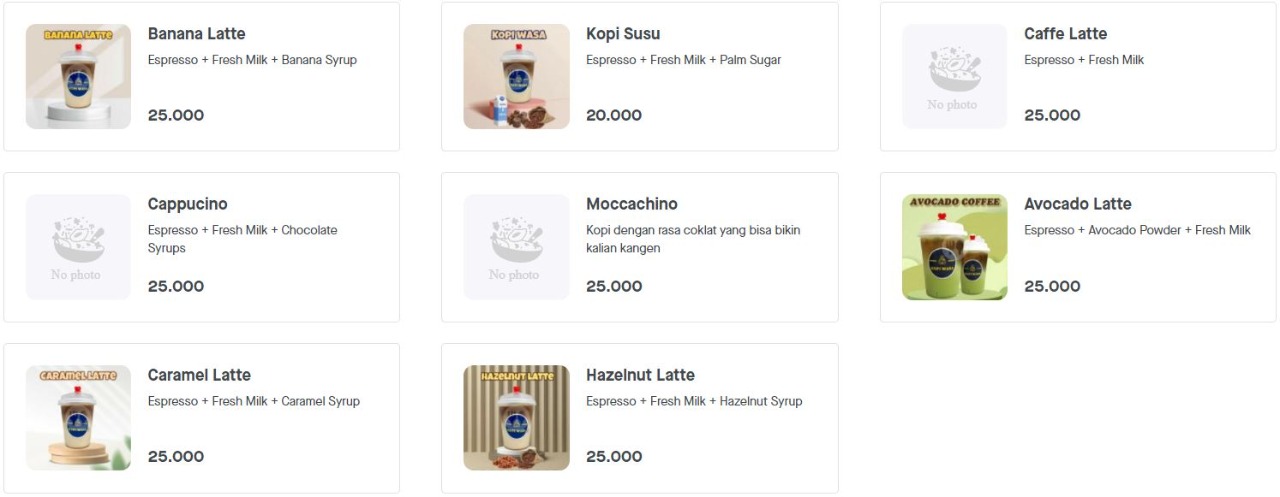 BANANA LATTE
Banana Latte
Espresso + Fresh Milk + Banana Syrup
25.000
KOPI WASA
Kopi Susu
Espresso + Fresh Milk + Palm Sugar
20.000
No photo
Caffe Latte
Espresso + Fresh Milk
25.000
No photo
Cappucino
Espresso + Fresh Milk + Chocolate
Syrups
25.000
No photo
Moccachino
Kopi dengan rasa coklat yang bisa bikin
kalian kangen
25.000
AVOCADO COFFEE
KOPI WASA
Avocado Latte
Espresso + Avocado Powder + Fresh Milk
25.000
CARAMEL LATTE
Caramel Latte
Espresso + Fresh Milk + Caramel Syrup
25.000
HAZELNUT LATTE
Hazelnut Latte
Espresso + Fresh Milk + Hazelnut Syrup
25.000